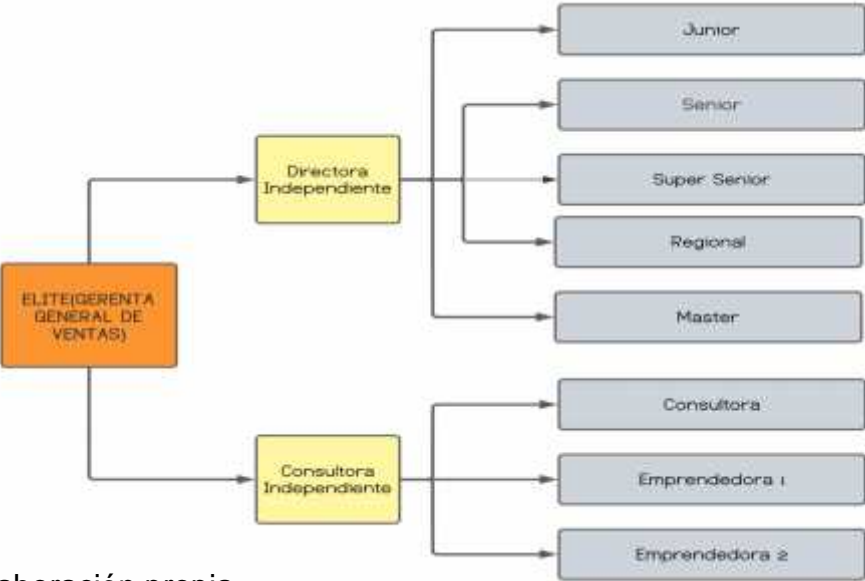 Junior
Senior
Directora
Independiente
Super Senior
Regional
ELITE(GERENTA
GENERAL DE
VENTAS)
Master
Consultora
Consultora
Independiente
Emprendedora 1
Emprendedora 2
propia